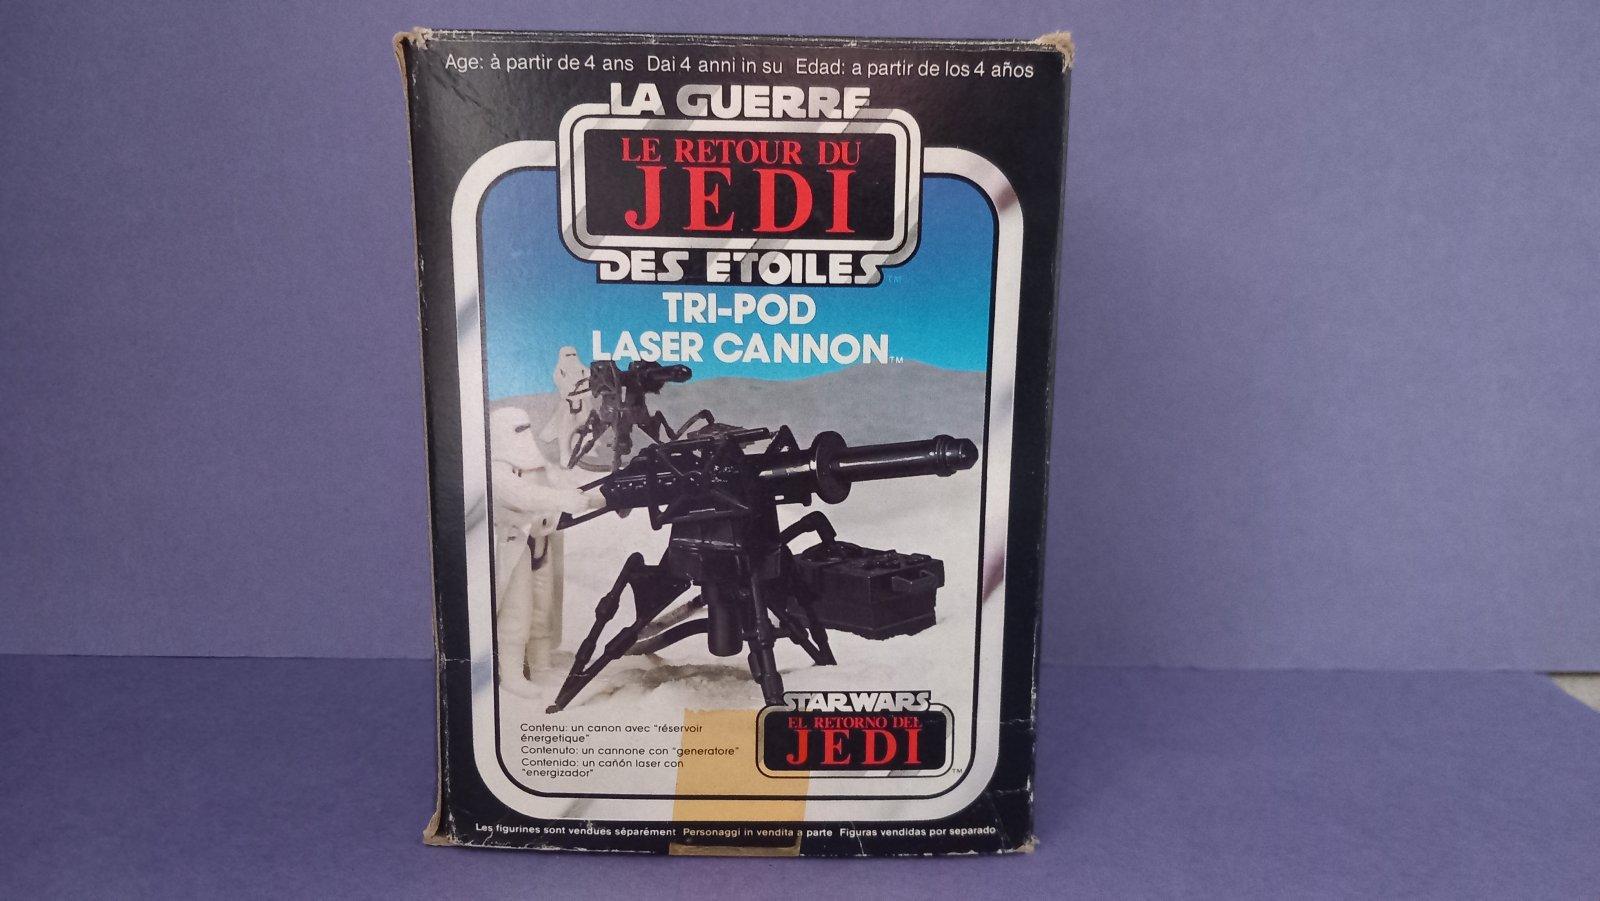 Age: à partir de 4 ans Dai 4 anni in su Edad: a partir de los 4 años
LA GUERRE
LE RETOUR DU
JEDI
DES ETOILES TM
TRI-POD
LASER CANNON TM
STAR WARS
EL RETORNO DEL
JEDI
TM
Contenu: un canon avec "réservoir
énergetique"
Contenuto: un cannone con "generatore"
Contenido: un cañón laser con
"energizador"
Les figurines sont vendues séparément Personaggi in vendita a parte Figuras vendidas por separado